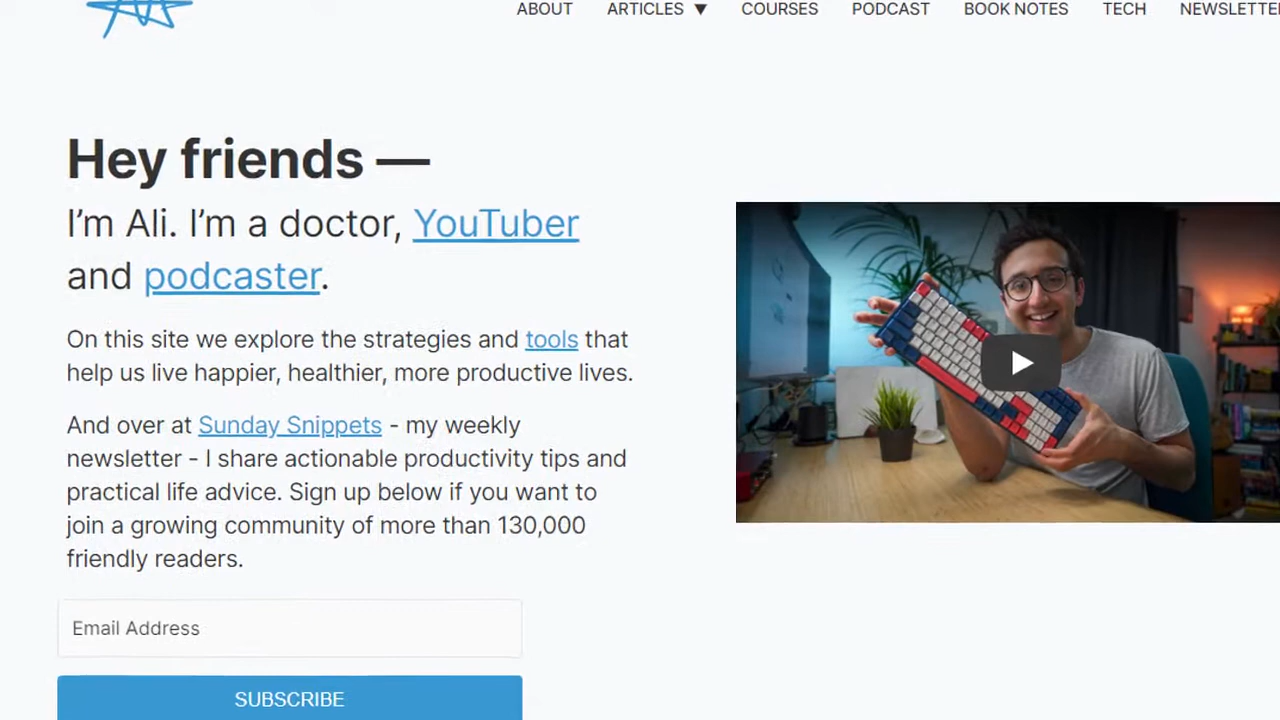 ABOUT ARTICLES ▼ COURSES PODCAST BOOK NOTES TECH NEWSLETTE
Hey friends —
I’m Ali. I’m a doctor, YouTuber
and podcaster.
On this site we explore the strategies and tools that
help us live happier, healthier, more productive lives.
And over at Sunday Snippets - my weekly
newsletter - I share actionable productivity tips and
practical life advice. Sign up below if you want to
join a growing community of more than 130,000
friendly readers.
Email Address
SUBSCRIBE